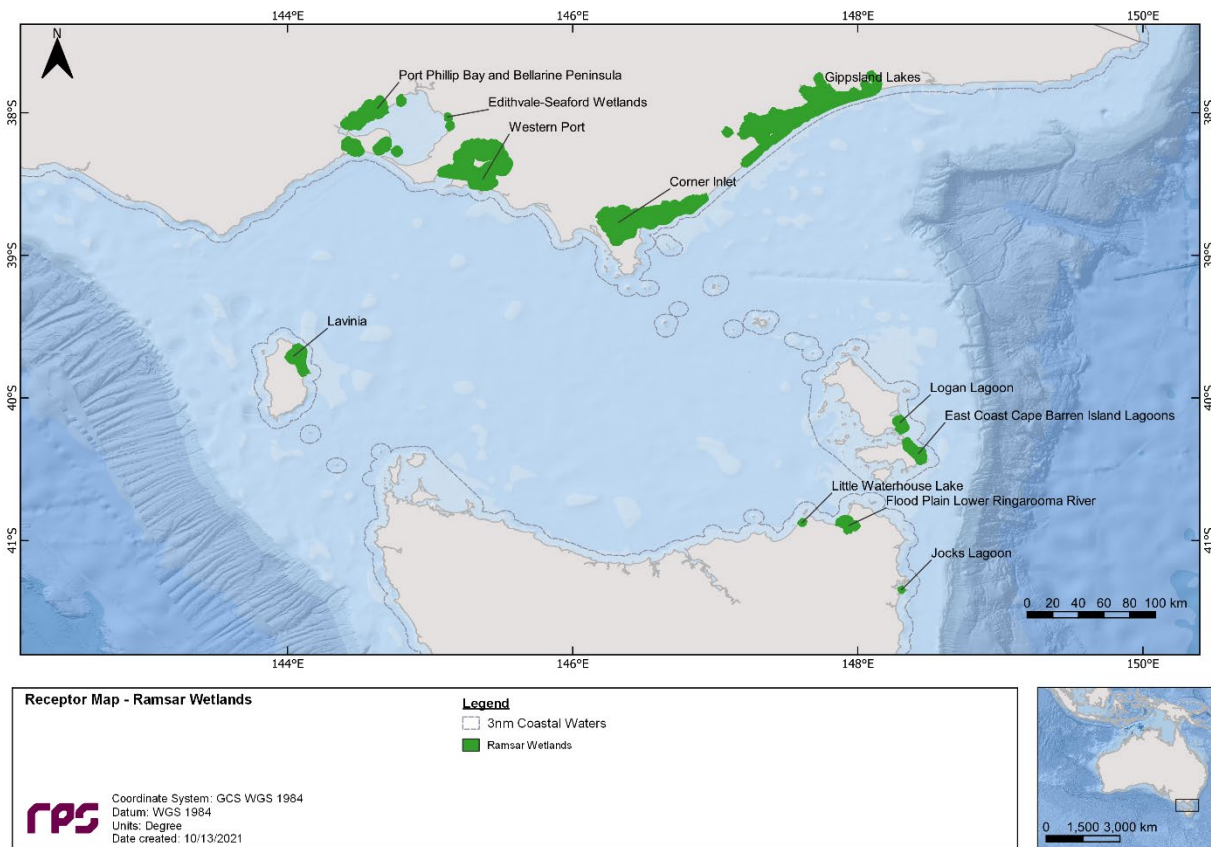 144°E 146°E 148°E 150°E
N
Port Phillip Bay and Bellarine Peninsula
Gippsland Lakes
38°S 38°S
Edithvale-Seaford Wetlands
Western Port
Corner Inlet
39°S 39°S
Lavinia
40°S 40°S
Logan Lagoon
East Coast Cape Barren Island Lagoons
Little Waterhouse Lake
Flood Plain Lower Ringarooma River
41°S 41°S
Jocks Lagoon
0 20 40 60 80 100 km
144°E 146°E 148°E 150°E
Receptor Map - Ramsar Wetlands
Legend
3nm Coastal Waters
Ramsar Wetlands
rps
Coordinate System: GCS WGS 1984
Datum: WGS 1984
Units: Degree
Date created: 10/13/2021
0 1,500 3,000 km